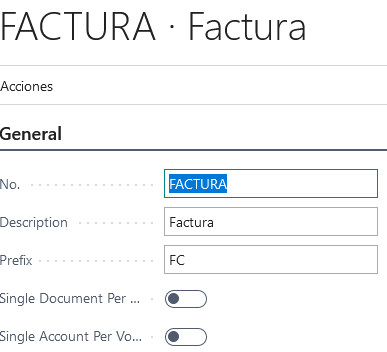 FACTURA · Factura
Acciones
General
No. FACTURA
Description Factura
Prefix FC
Single Document Per ...
Single Account Per Vo...